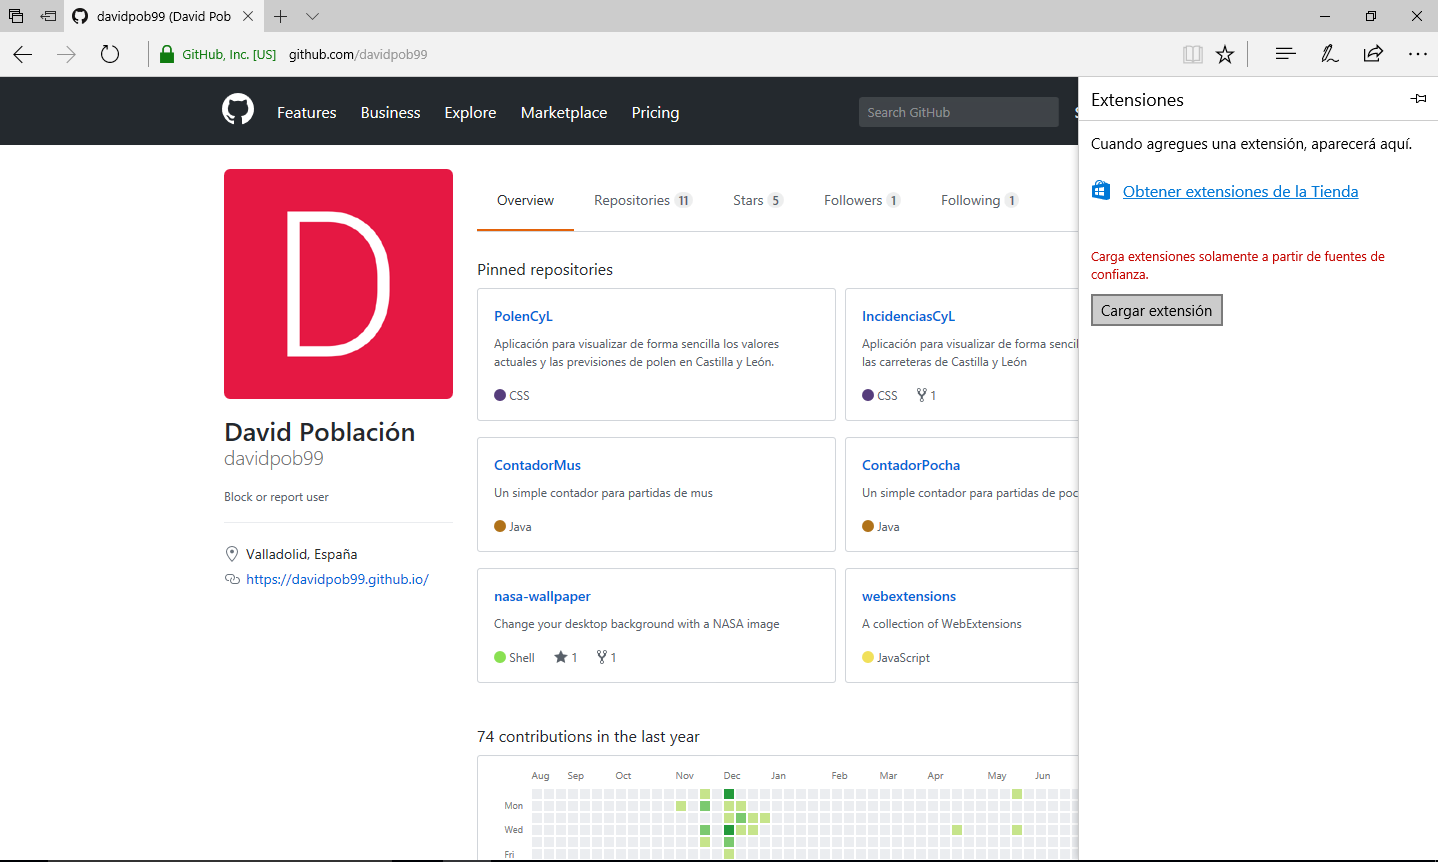 davidpob99 (David Pob
GitHub, Inc. [US] github.com/davidpob99
Features Business Explore Marketplace Pricing Search GitHub
Overview Repositories 11 Stars 5 Followers 1 Following 1
D
David Población
davidpob99
Block or report user
Valladolid, España
https://davidpob99.github.io/
Pinned repositories
PolenCyL
Aplicación para visualizar de forma sencilla los valores
actuales y las previsiones de polen en Castilla y León.
CSS
IncidenciasCyL
Aplicación para visualizar de forma sencil
las carreteras de Castilla y León
CSS 1
ContadorMus
Un simple contador para partidas de mus
Java
ContadorPocha
Un simple contador para partidas de poc
Java
nasa-wallpaper
Change your desktop background with a NASA image
Shell 1 1
webextensions
A collection of WebExtensions
JavaScript
74 contributions in the last year
Aug Sep Oct Nov Dec Jan Feb Mar Apr May Jun
Mon
Wed
Fri
Extensiones
Cuando agregues una extensión, aparecerá aquí.
Obtener extensiones de la Tienda
Carga extensiones solamente a partir de fuentes de
confianza.
Cargar extensión